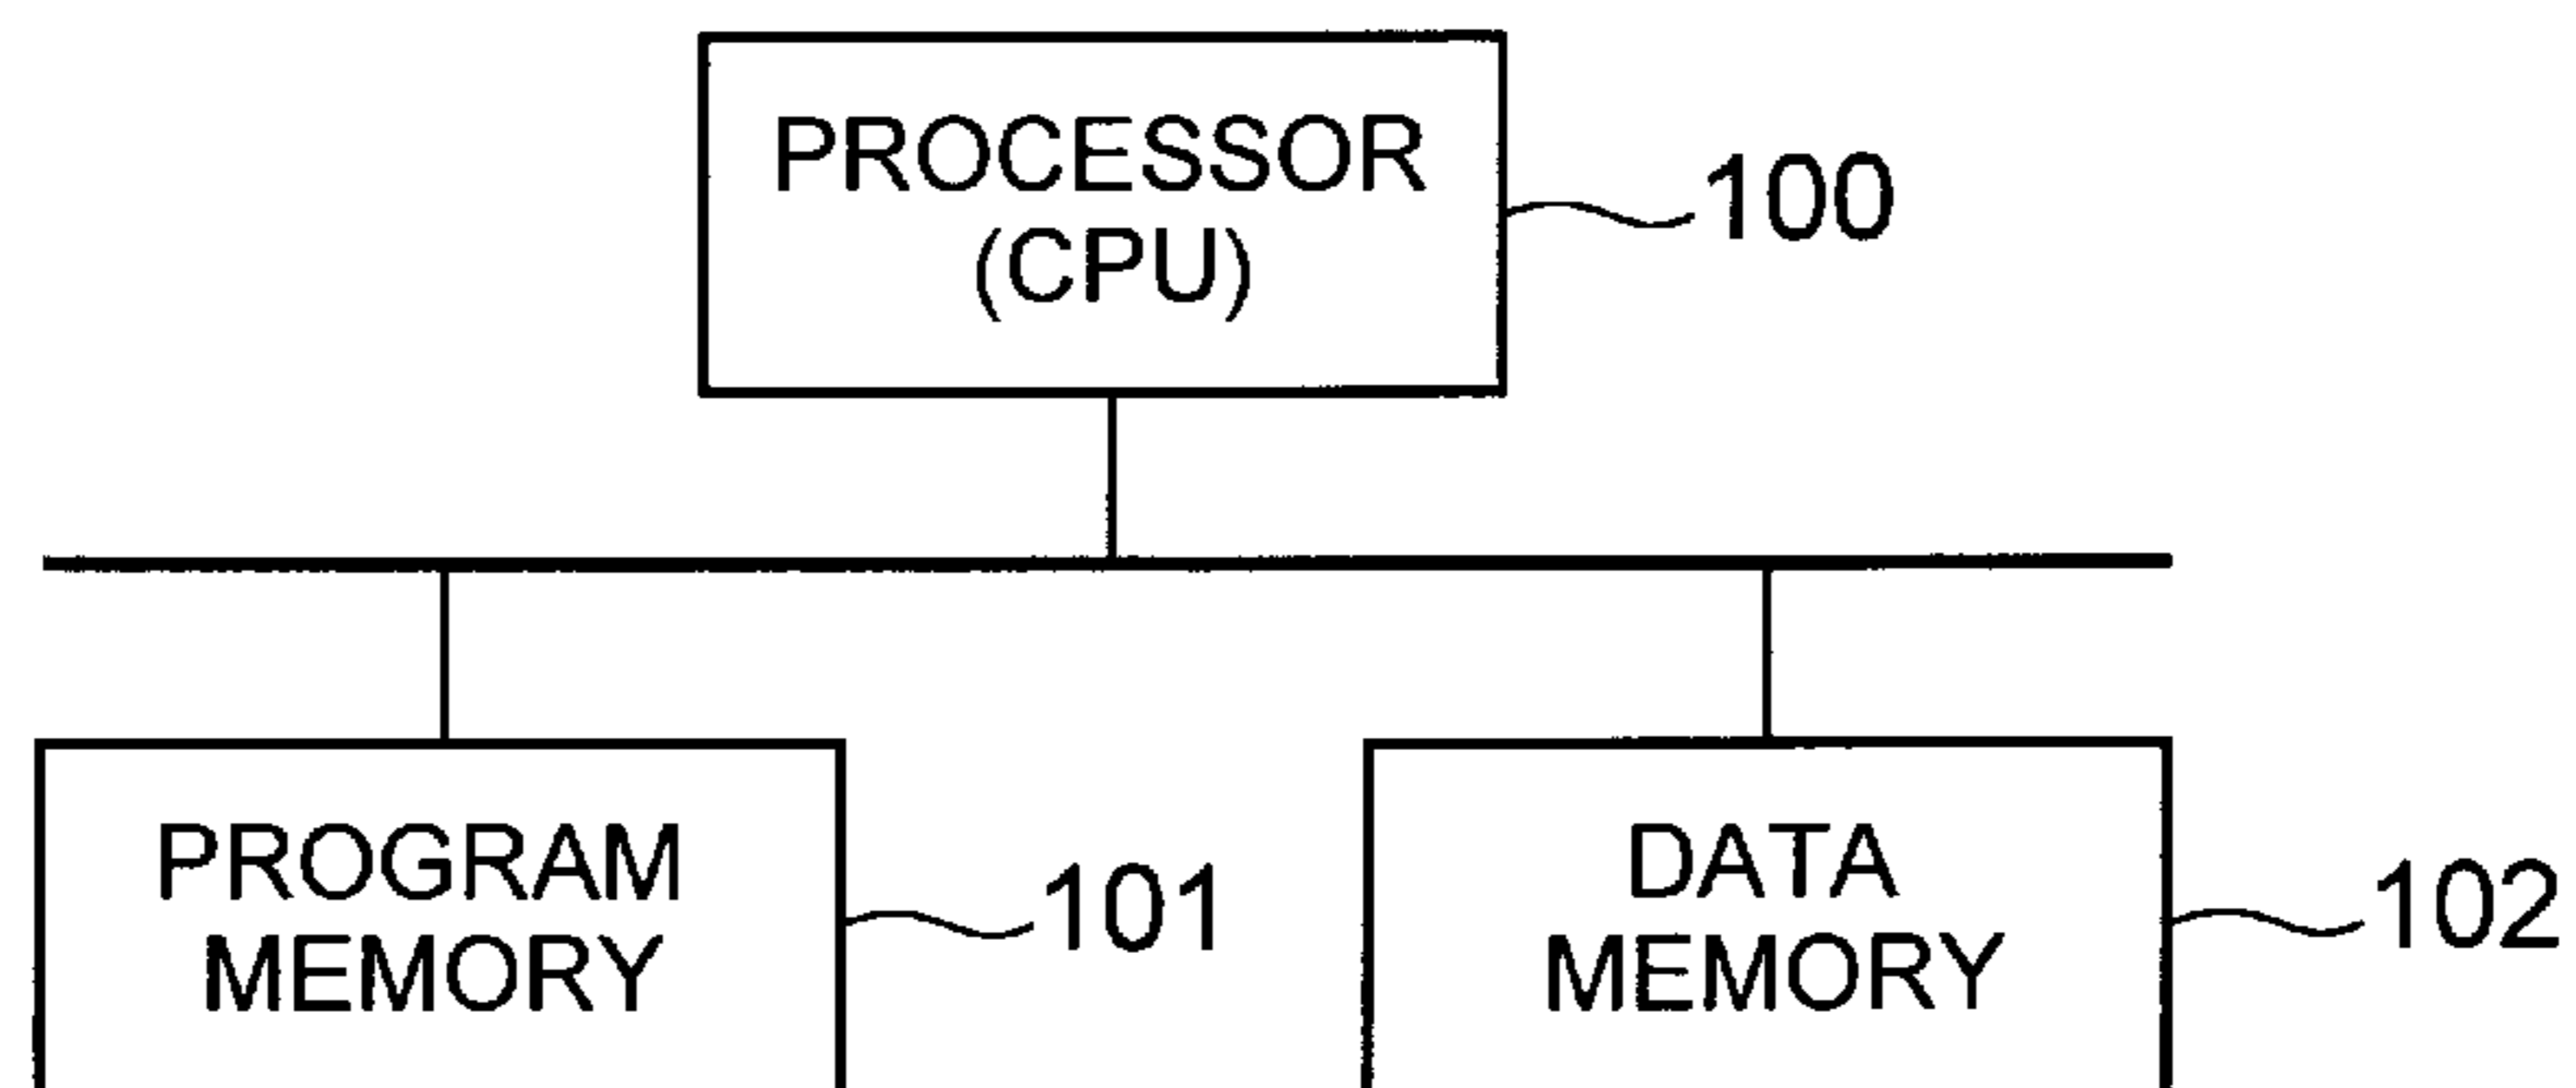 PROCESSOR
(CPU)
100
PROGRAM
MEMORY
101
DATA
MEMORY
102